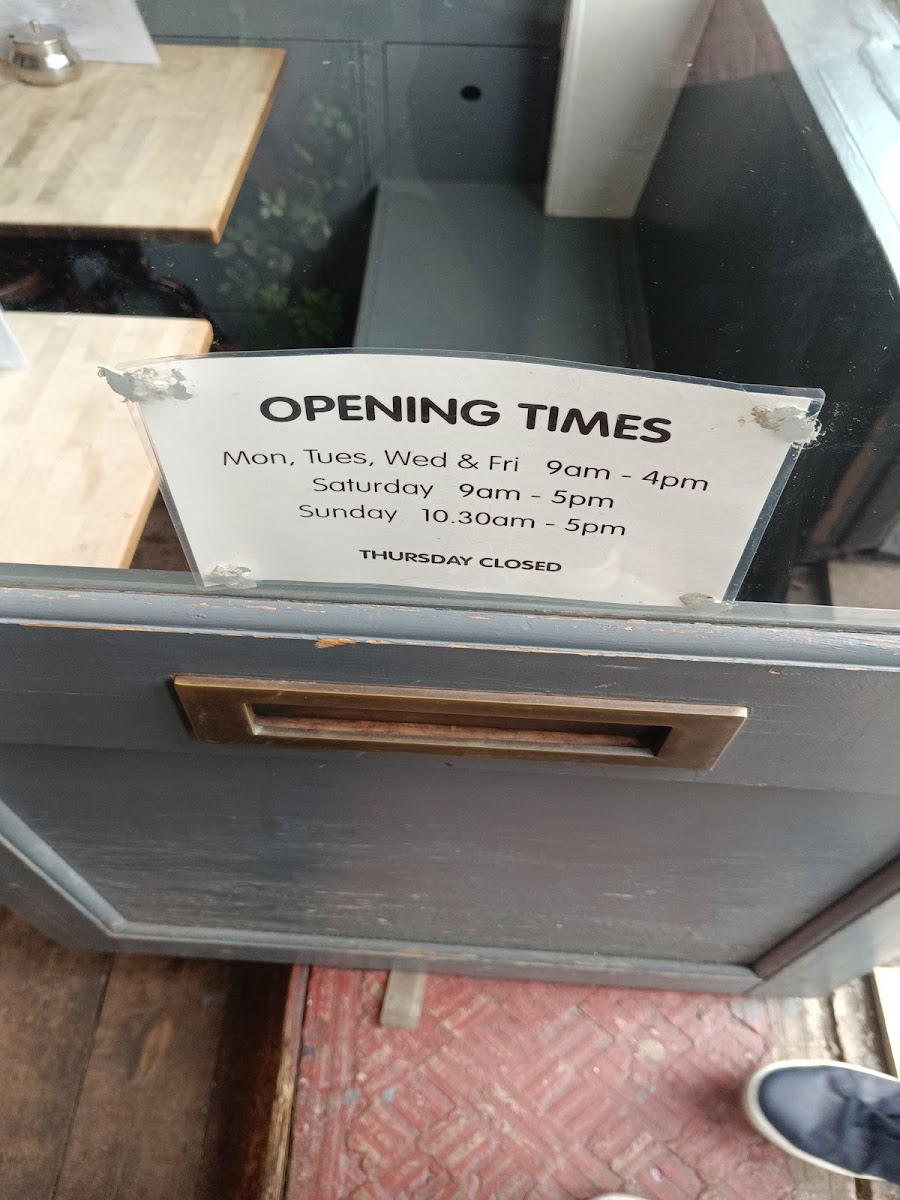 OPENING TIMES
Mon, Tues, Wed & Fri 9am - 4pm
Saturday 9am - 5pm
Sunday 10.30am - 5pm
THURSDAY CLOSED